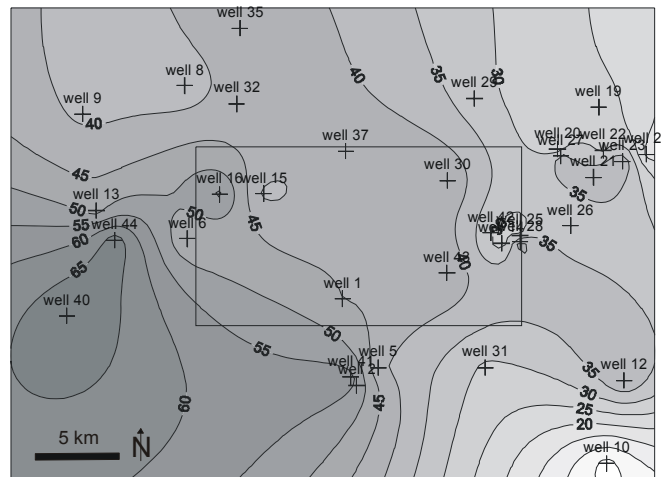 well 35
well 8
well 9
well 32
40
40
35
30
well 29
well 19
well 37
well 20
well 22
well 27
well 23
well 2
well 21
35
45
well 30
well 16
well 15
50
well 13
50
45
55
well 44
60
well 6
65
well 42
well 25
well 28
well 26
35
40
well 43
well 40
well 1
50
55
well 41
well 5
well 2
well 31
35
well 12
60
45
30
25
20
well 10
5 km
N